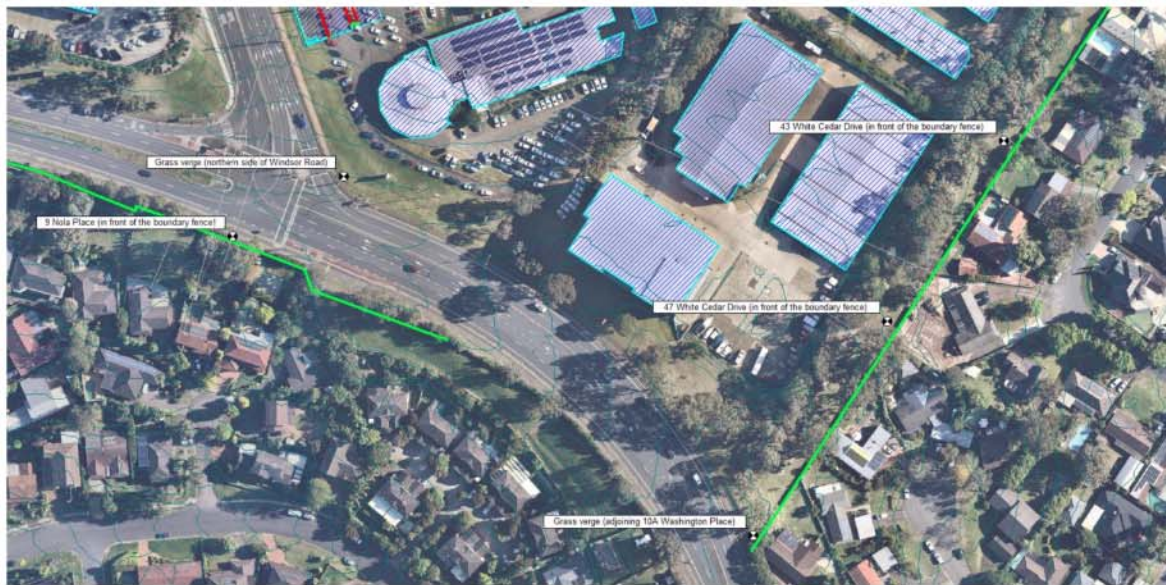 43 White Cedar Drive (in front of the boundary fence)
Grass verge (northern side of Windsor Road)
9 Nola Place (in front of the boundary fence)
47 White Cedar Drive (in front of the boundary fence)
Grass verge (adjoining 10A Washington Place)